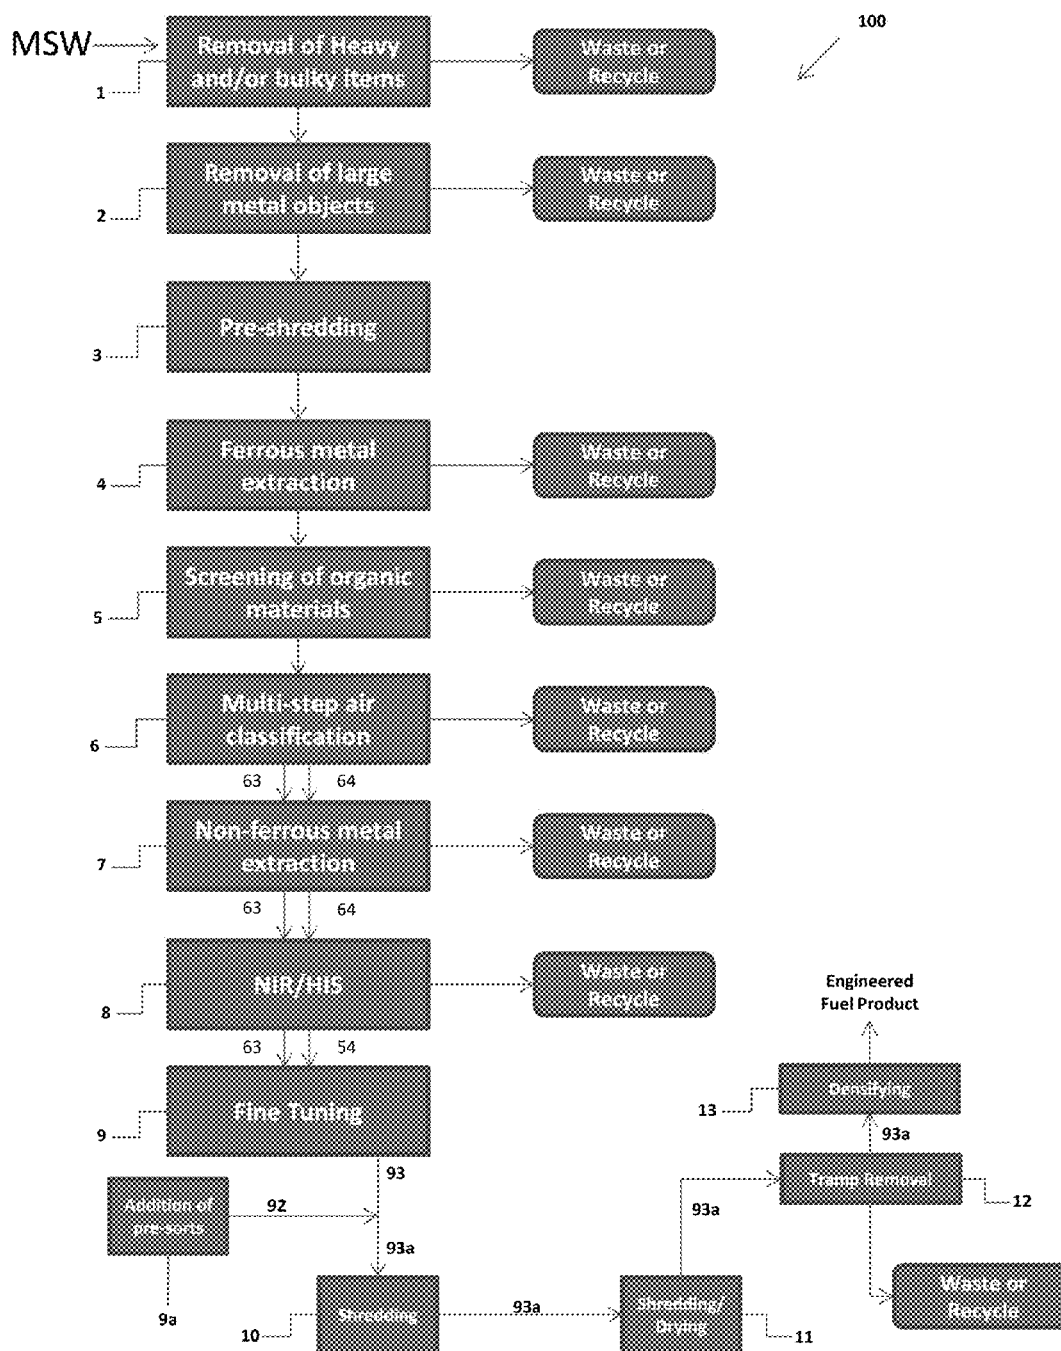 100
MSW
Removal of Heavy
and/or bulky items
Waste or
Recycle
1
Removal of large
metal objects
Waste or
Recycle
2
Pre-shredding
3
Ferrous metal
extraction
Waste or
Recycle
4
Screening of organic
materials
Waste or
Recycle
5
Multi-step air
classification
Waste or
Recycle
6
63
64
Non-ferrous metal
extraction
Waste or
Recycle
7
63
64
NIR/HIS
Waste or
Recycle
8
63
54
Fine Tuning
9
93
Addition of
pre-sorts
92
93a
9a
Shredding
10
93a
Shredding/
Drying
11
93a
Tramp Removal
12
Waste or
Recycle
93a
Densifying
13
Engineered
Fuel Product